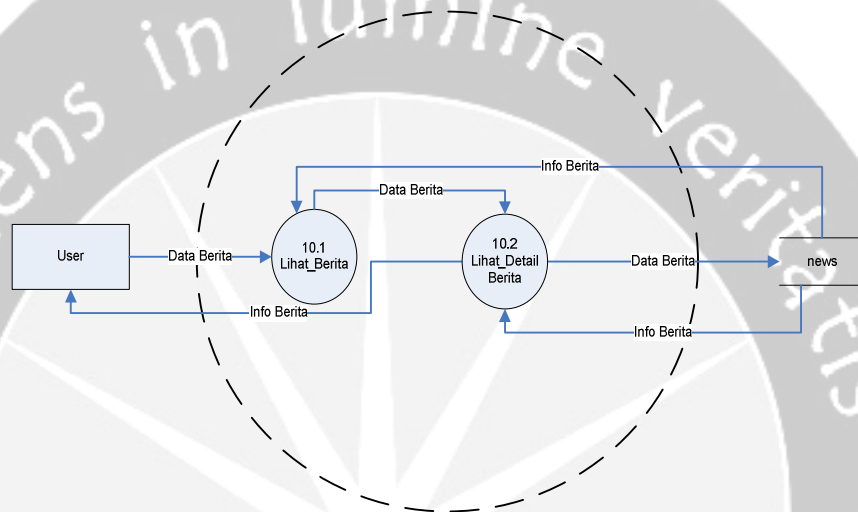 ens in lumine veritatis
Info Berita
Data Berita
User
Data Berita
10.1
Lihat_Berita
10.2
Lihat_Detail
Berita
Data Berita
news
Info Berita
Info Berita